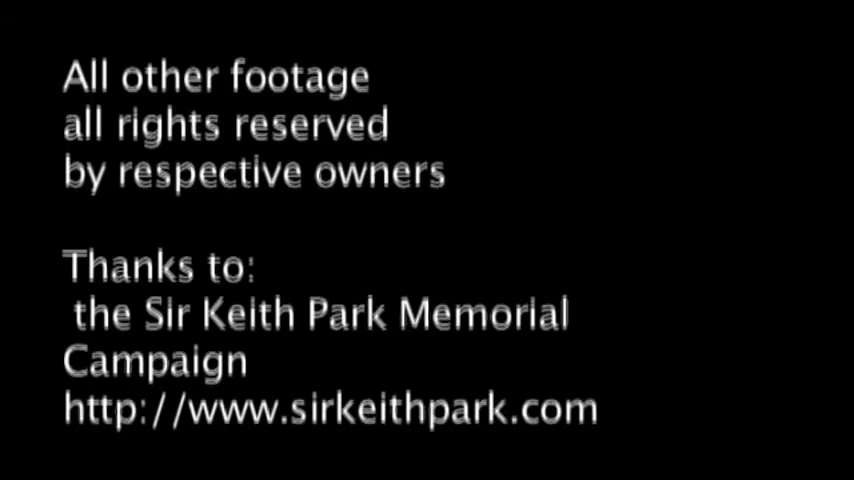 All other footage
all rights reserved
by respective owners
Thanks to:
the Sir Keith Park Memorial
Campaign
http://www.sirkeithpark.com